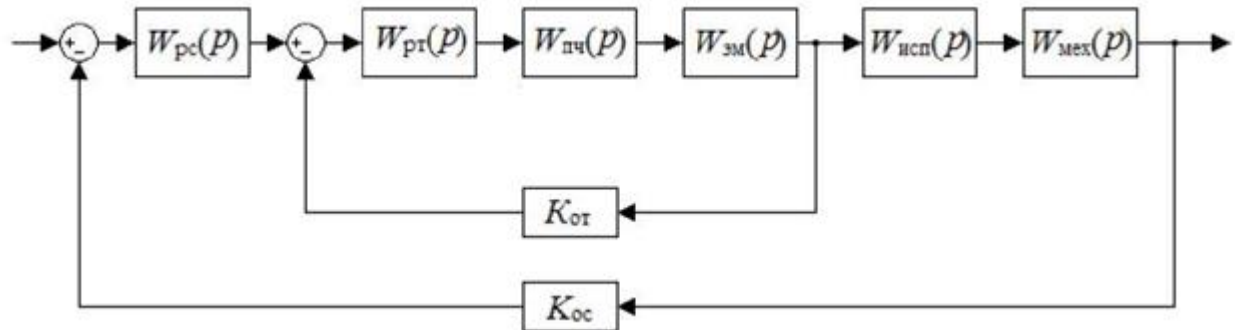 Wрс(p) Wрт(p) Wпч(p) Wэм(p) Wисп(p) Wмех(p)
Kот
Kос